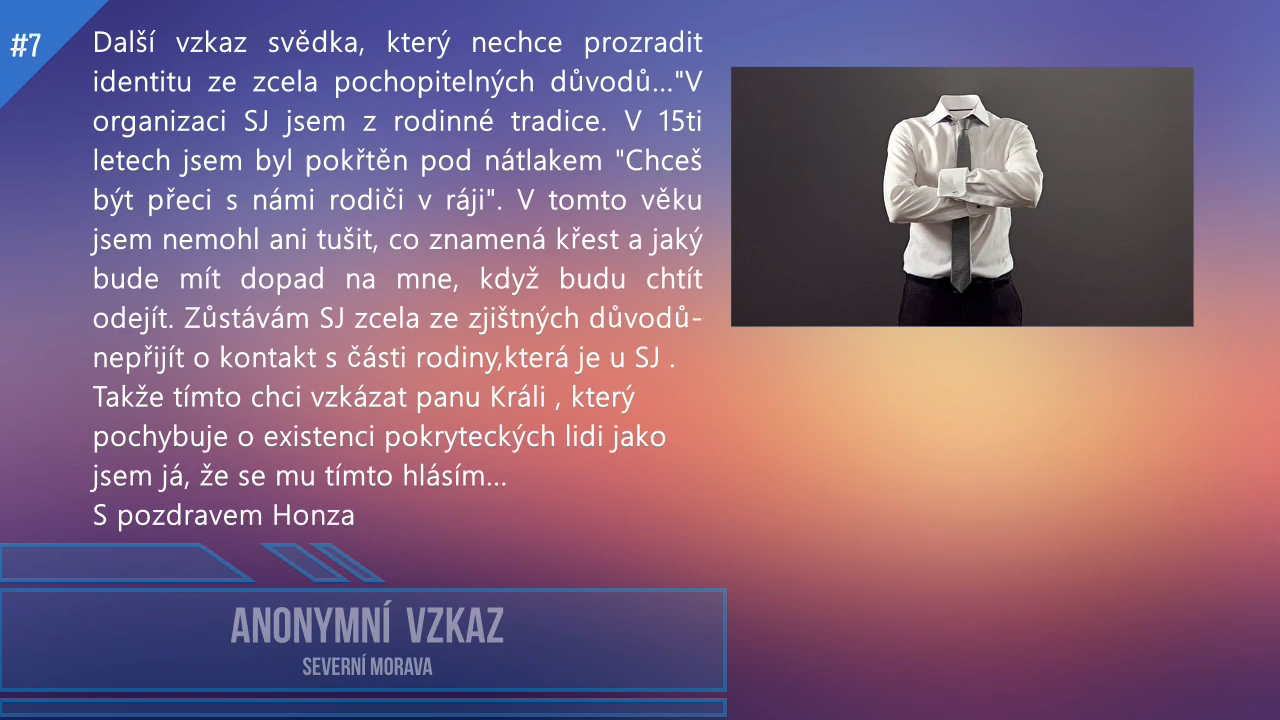 #7
Další vzkaz svědka, který nechce prozradit
identitu ze zcela pochopitelných důvodů..."V
organizaci SJ jsem z rodinné tradice. V 15ti
letech jsem byl pokřtěn pod nátlakem "Chceš
být přeci s námi rodiči v ráji". V tomto věku
jsem nemohl ani tušit, co znamená křest a jaký
bude mít dopad na mne, když budu chtít
odejít. Zůstávám SJ zcela ze zjištných důvodů-
nepřijít o kontakt s části rodiny,která je u SJ .
Takže tímto chci vzkázat panu Králi , který
pochybuje o existenci pokryteckých lidi jako
jsem já, že se mu tímto hlásím...
S pozdravem Honza
ANONYMNÍ VZKAZ
SEVERNÍ MORAVA